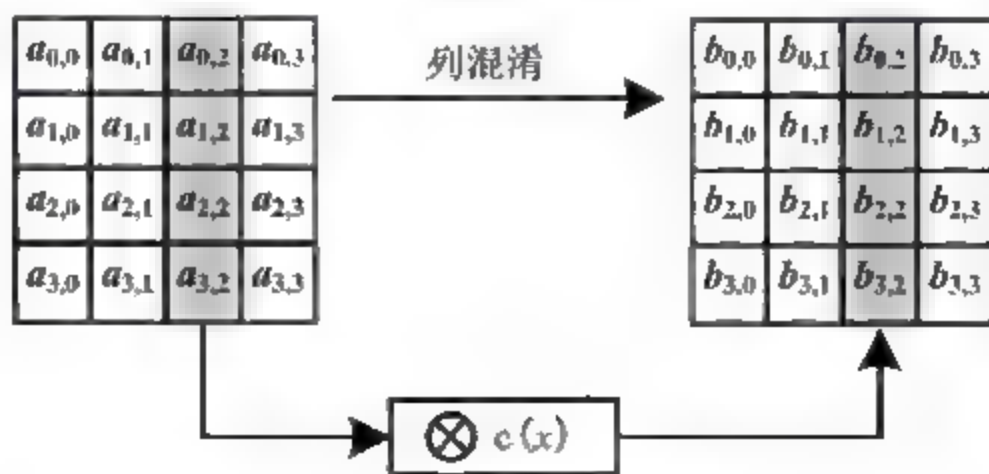 a0,0 a0,1 a0,2 a0,3 列混淆 b0,0 b0,1 b0,2 b0,3
a1,0 a1,1 a1,2 a1,3 b1,0 b1,1 b1,2 b1,3
a2,0 a2,1 a2,2 a2,3 b2,0 b2,1 b2,2 b2,3
a3,0 a3,1 a3,2 a3,3 b3,0 b3,1 b3,2 b3,3
⊗ c(x)